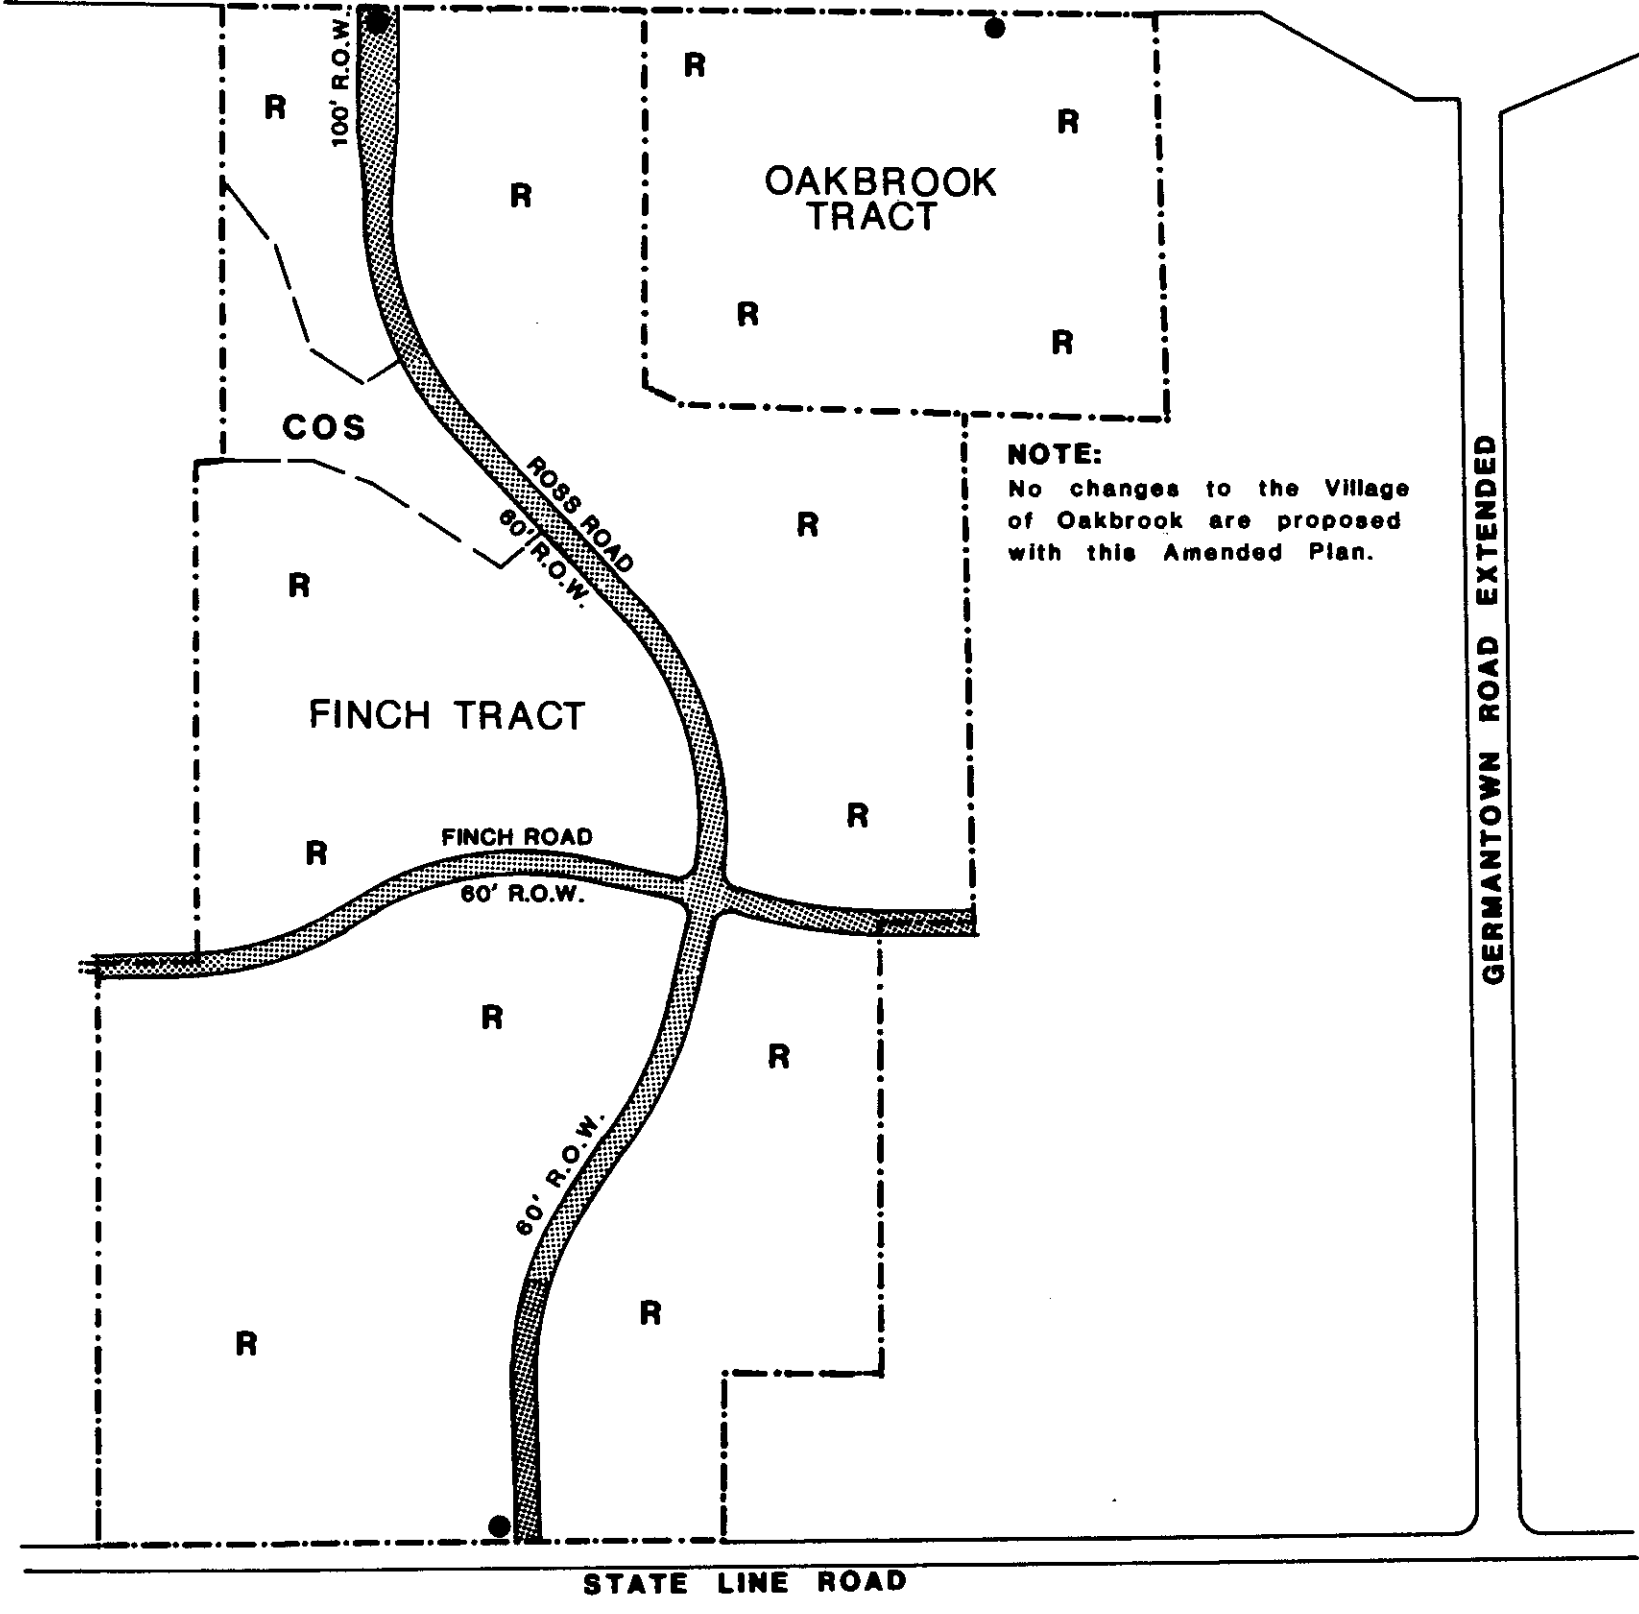 100' R.O.W.
R
R
R
R
OAKBROOK
TRACT
R
R
COS
NOTE:
No changes to the Village
of Oakbrook are proposed
with this Amended Plan.
ROSS ROAD
60' R.O.W.
R
R
GERMANTOWN ROAD EXTENDED
FINCH TRACT
R
R
FINCH ROAD
60' R.O.W.
R
R
60' R.O.W.
R
R
STATE LINE ROAD